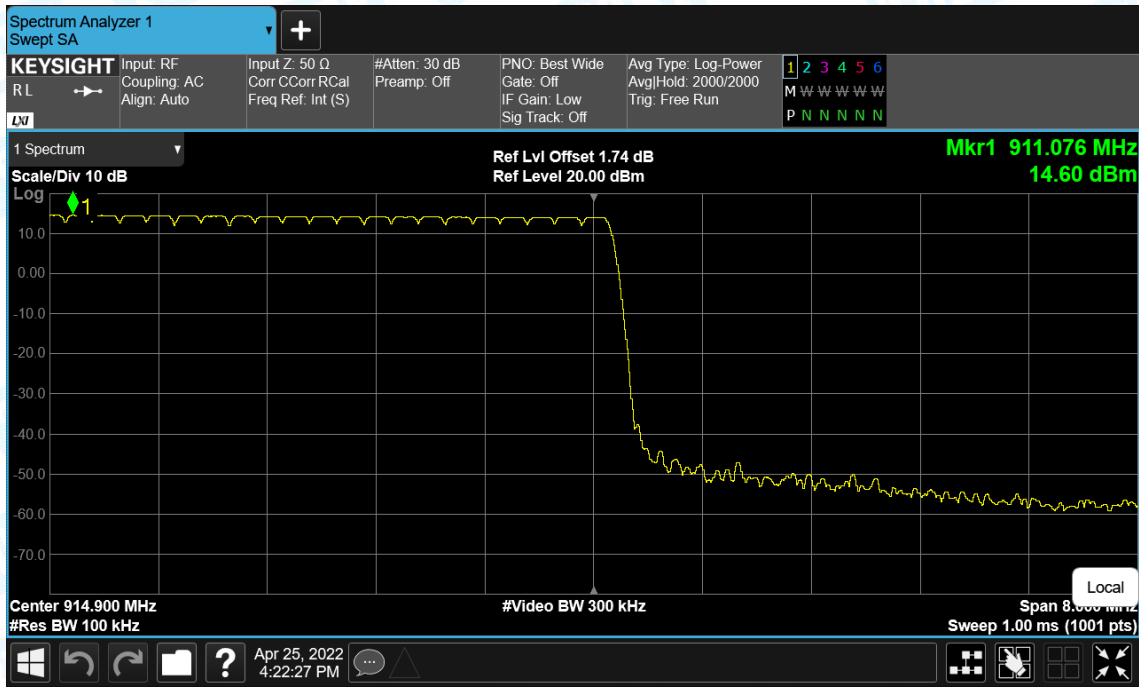 Spectrum Analyzer 1
Swept SA
KEYSIGHT
R L
LXI
Input: RF
Coupling: AC
Align: Auto
Input Z: 50 Ω
Corr CCorr RCal
Freq Ref: Int (S)
#Atten: 30 dB
Preamp: Off
PNO: Best Wide
Gate: Off
IF Gain: Low
Sig Track: Off
Avg Type: Log-Power
Avg|Hold: 2000/2000
Trig: Free Run
1 2 3 4 5 6
M W W W W W
P N N N N N
1 Spectrum
Scale/Div 10 dB
Ref Lvl Offset 1.74 dB
Ref Level 20.00 dBm
Mkr1 911.076 MHz
14.60 dBm
Log
1
10.0
0.00
-10.0
-20.0
-30.0
-40.0
-50.0
-60.0
-70.0
Local
Center 914.900 MHz
#Video BW 300 kHz
Span
#Res BW 100 kHz
Sweep 1.00 ms (1001 pts)
?
Apr 25, 2022
4:22:27 PM